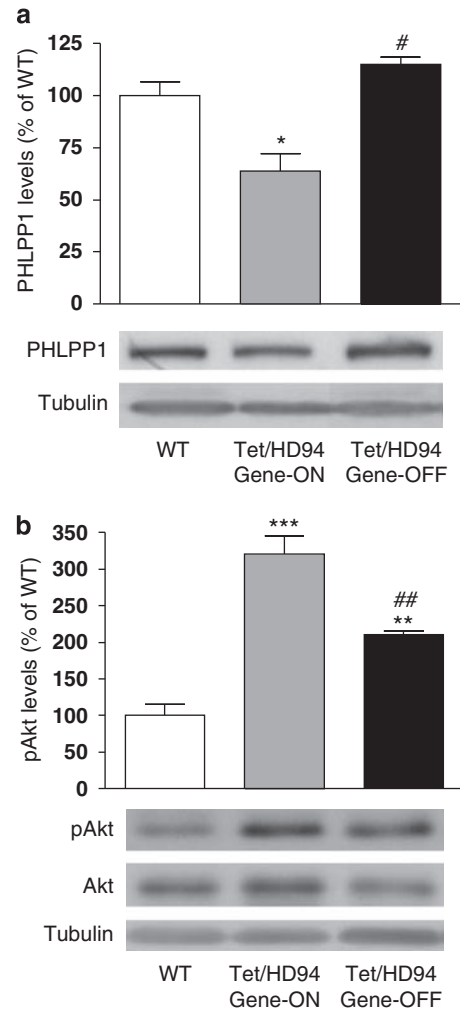 a
PHLPP1 levels (% of WT)
125
100
75
50
25
0
*
#
PHLPP1
Tubulin
WT
Tet/HD94
Gene-ON
Tet/HD94
Gene-OFF
b
pAkt levels (% of WT)
350
300
250
200
150
100
50
0
***
##
**
pAkt
Akt
Tubulin
WT
Tet/HD94
Gene-ON
Tet/HD94
Gene-OFF